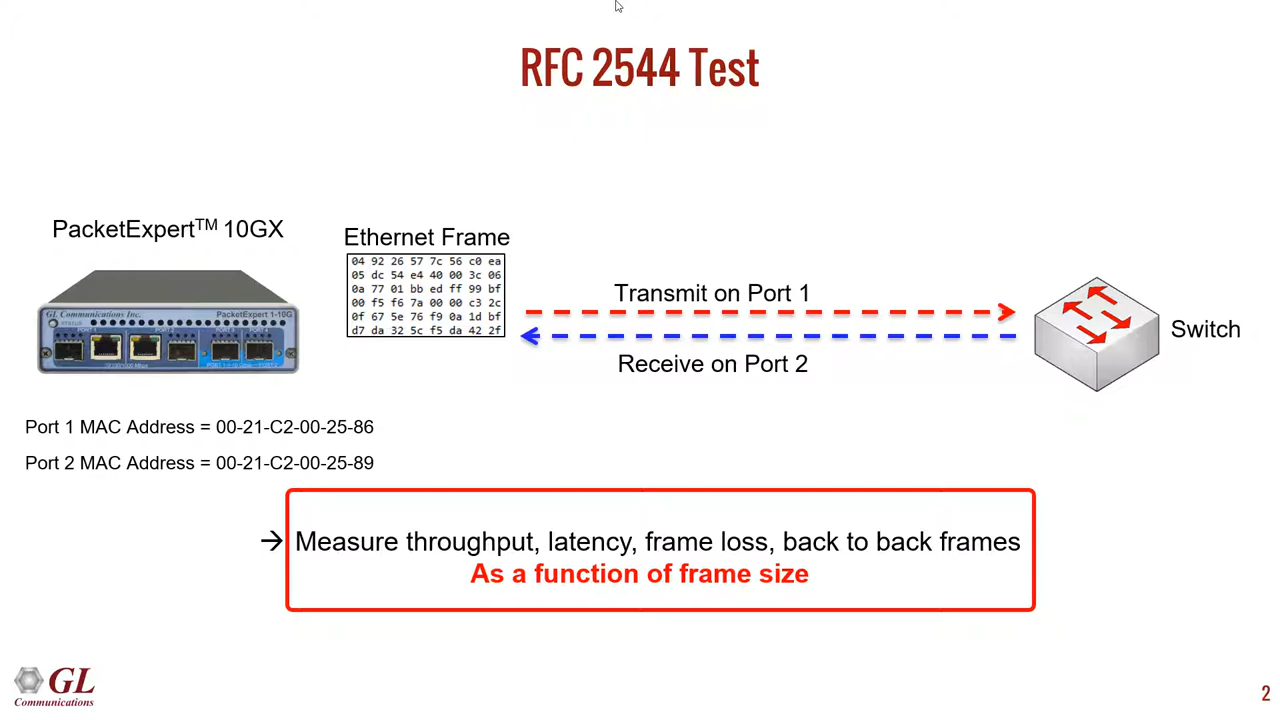 RFC 2544 Test
PacketExpert™ 10GX
Ethernet Frame
04 92 26 57 7c 56 c0 ea
05 dc 54 e4 40 00 3c 06
0a 77 01 bb ed ff 99 bf
00 f5 f6 7a 00 00 c3 2c
0f 67 5e 76 f9 0a 1d bf
d7 da 32 5c f5 da 42 2f
GL Communications Inc.
PacketExpert 1-10G
STATUS
PORT 1
Transmit on Port 1
Receive on Port 2
Switch
Port 1 MAC Address = 00-21-C2-00-25-86
Port 2 MAC Address = 00-21-C2-00-25-89
→ Measure throughput, latency, frame loss, back to back frames
As a function of frame size
GL
Communications
2